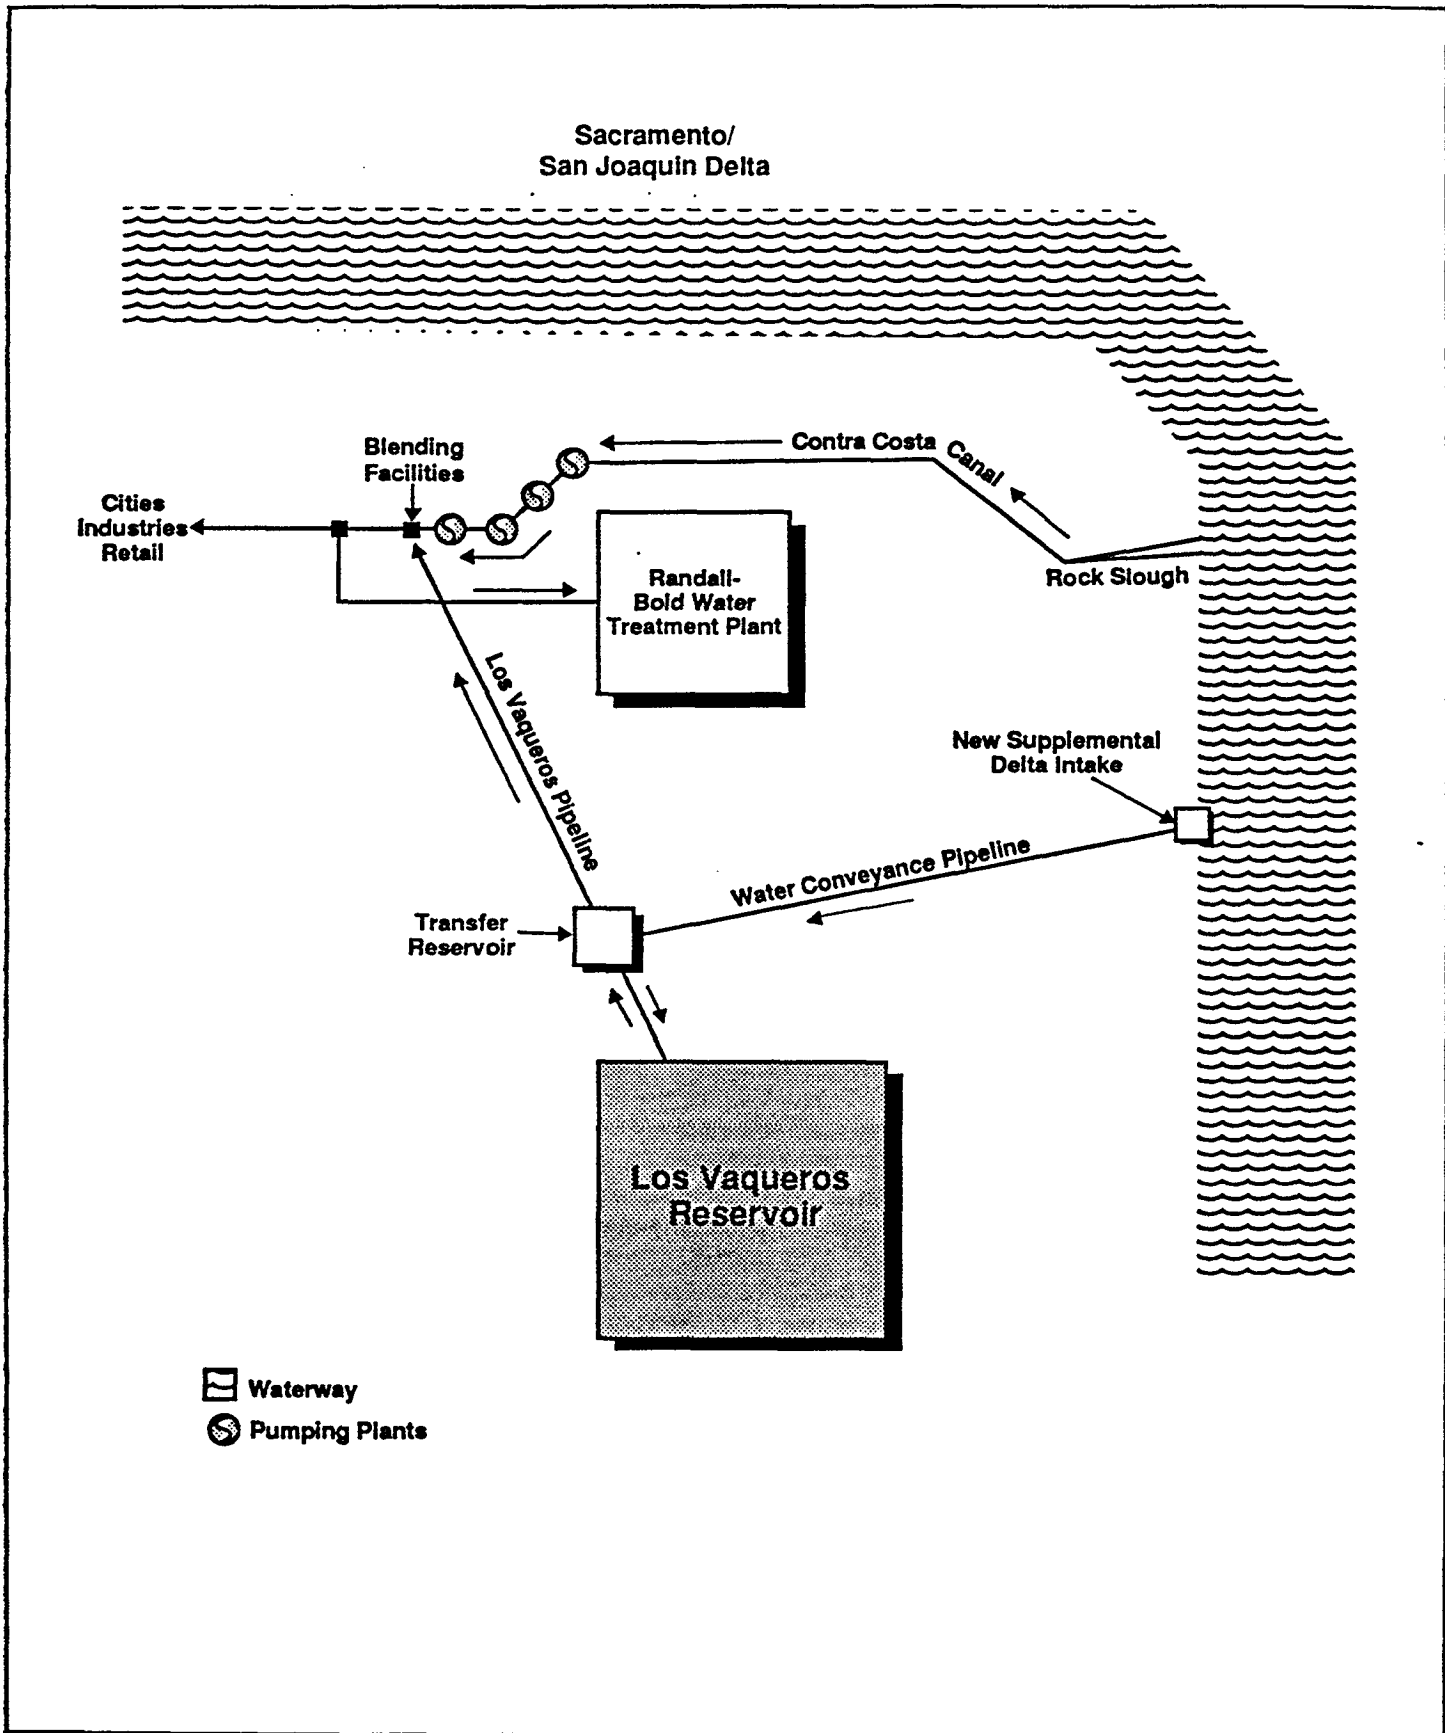 Sacramento/
San Joaquin Delta
Contra Costa Canal
Blending
Facilities
Cities
Industries
Retail
Rock Slough
Randall-
Bold Water
Treatment Plant
Los Vaqueros Pipeline
New Supplemental
Delta Intake
Water Conveyance Pipeline
Transfer
Reservoir
Los Vaqueros
Reservoir
Waterway
Pumping Plants